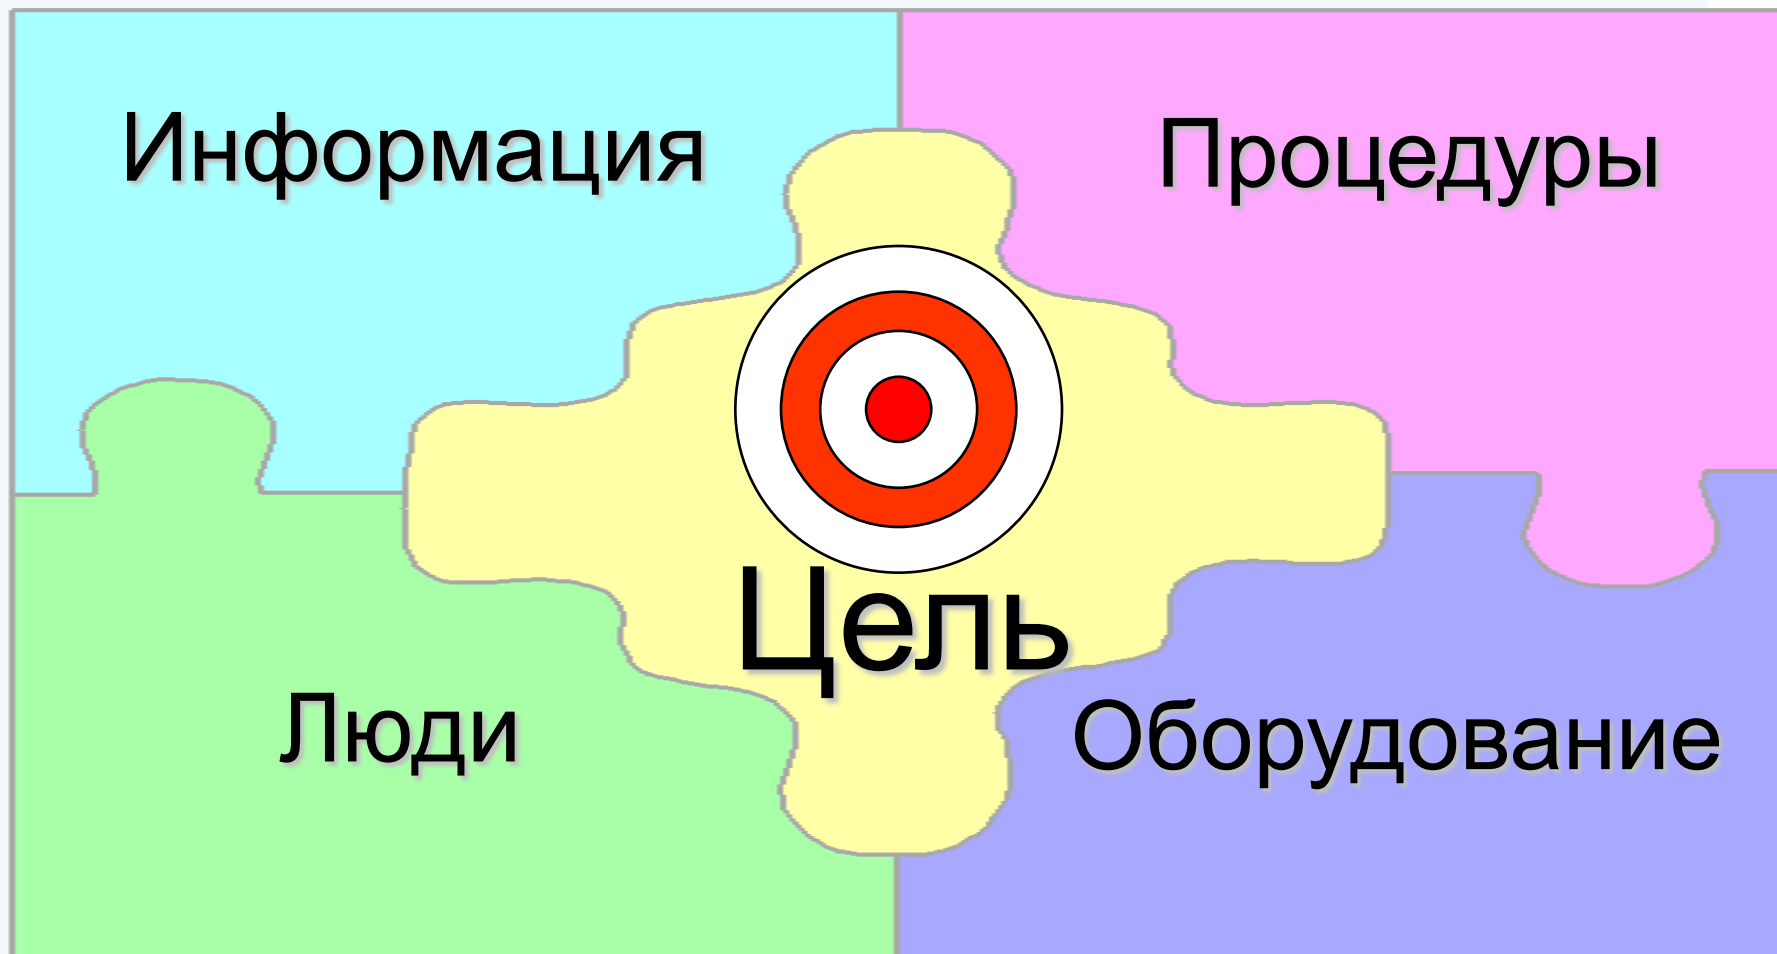 Информация
Процедуры
Цель
Люди
Оборудование